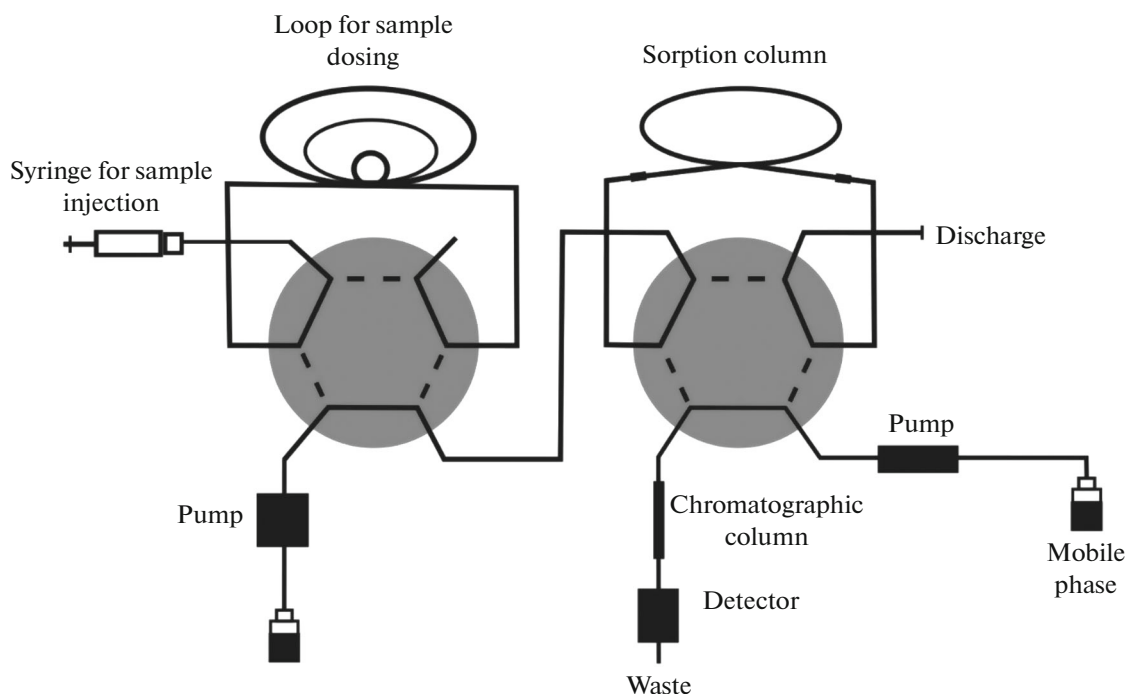 Loop for sample
dosing
Sorption column
Syringe for sample
injection
Discharge
Pump
Pump
Chromatographic
column
Mobile
phase
Detector
Waste